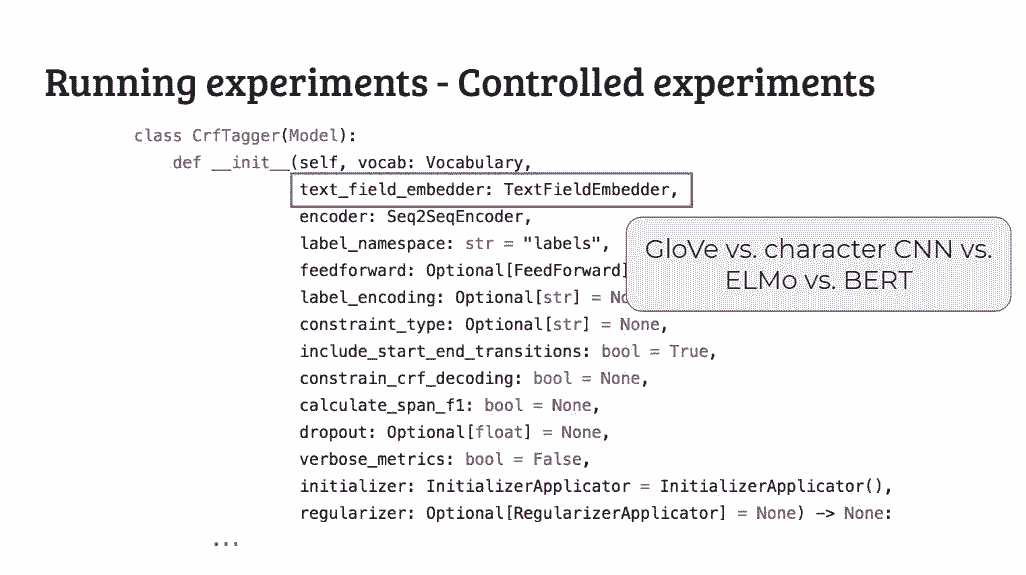 Running experiments - Controlled experiments
class CrfTagger(Model):
def __init__(self, vocab: Vocabulary,
text_field_embedder: TextFieldEmbedder,
encoder: Seq2SeqEncoder,
label_namespace: str = "labels",
feedforward: Optional[FeedForward]
label_encoding: Optional[str] = No
constraint_type: Optional[str] = None,
include_start_end_transitions: bool = True,
constrain_crf_decoding: bool = None,
calculate_span_f1: bool = None,
dropout: Optional[float] = None,
verbose_metrics: bool = False,
initializer: InitializerApplicator = InitializerApplicator(),
regularizer: Optional[RegularizerApplicator] = None) -> None:
...
GloVe vs. character CNN vs.
ELMo vs. BERT